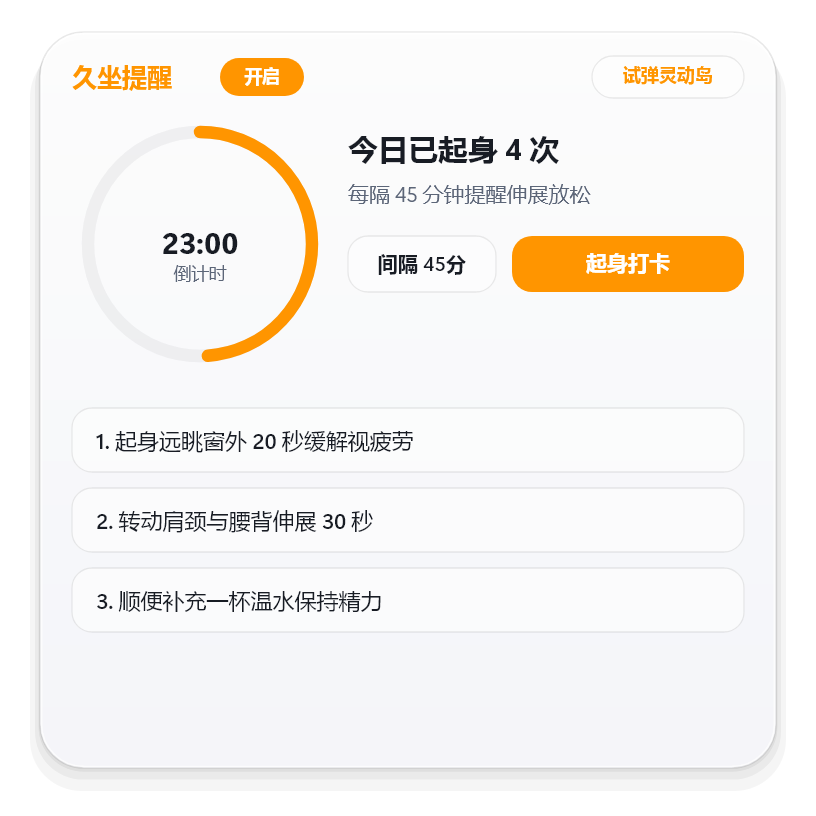 久坐提醒
开启
试弹灵动岛
23:00
倒计时
今日已起身 4 次
每隔 45 分钟提醒伸展放松
间隔 45分
起身打卡
1. 起身远眺窗外 20 秒缓解视疲劳
2. 转动肩颈与腰背伸展 30 秒
3. 顺便补充一杯温水保持精力